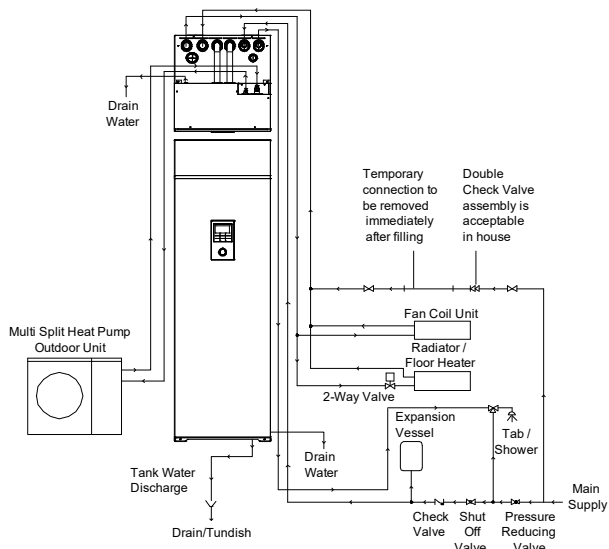 Drain
Water
Temporary
connection to
be removed
immediately
after filling
Double
Check Valve
assembly is
acceptable
in house
Fan Coil Unit
Multi Split Heat Pump
Outdoor Unit
Radiator /
Floor Heater
2-Way Valve
Expansion
Vessel
Tab /
Shower
Drain
Water
Tank Water
Discharge
Main
Supply
Check
Valve
Shut
Off
Valve
Pressure
Reducing
Valve
Drain/Tundish